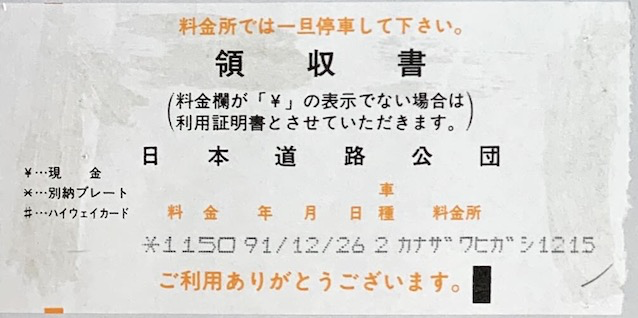 料金所では一旦停車して下さい。
領収書
(料金欄が「¥」の表示でない場合は
利用証明書とさせていただきます。)
日本道路公団
¥…現金
＊…別納プレート
♯…ハイウェイカード
料金 年 月 日 車種 料金所
*1150 91/12/26 2 カナザワヒガシ1215
ご利用ありがとうございます。